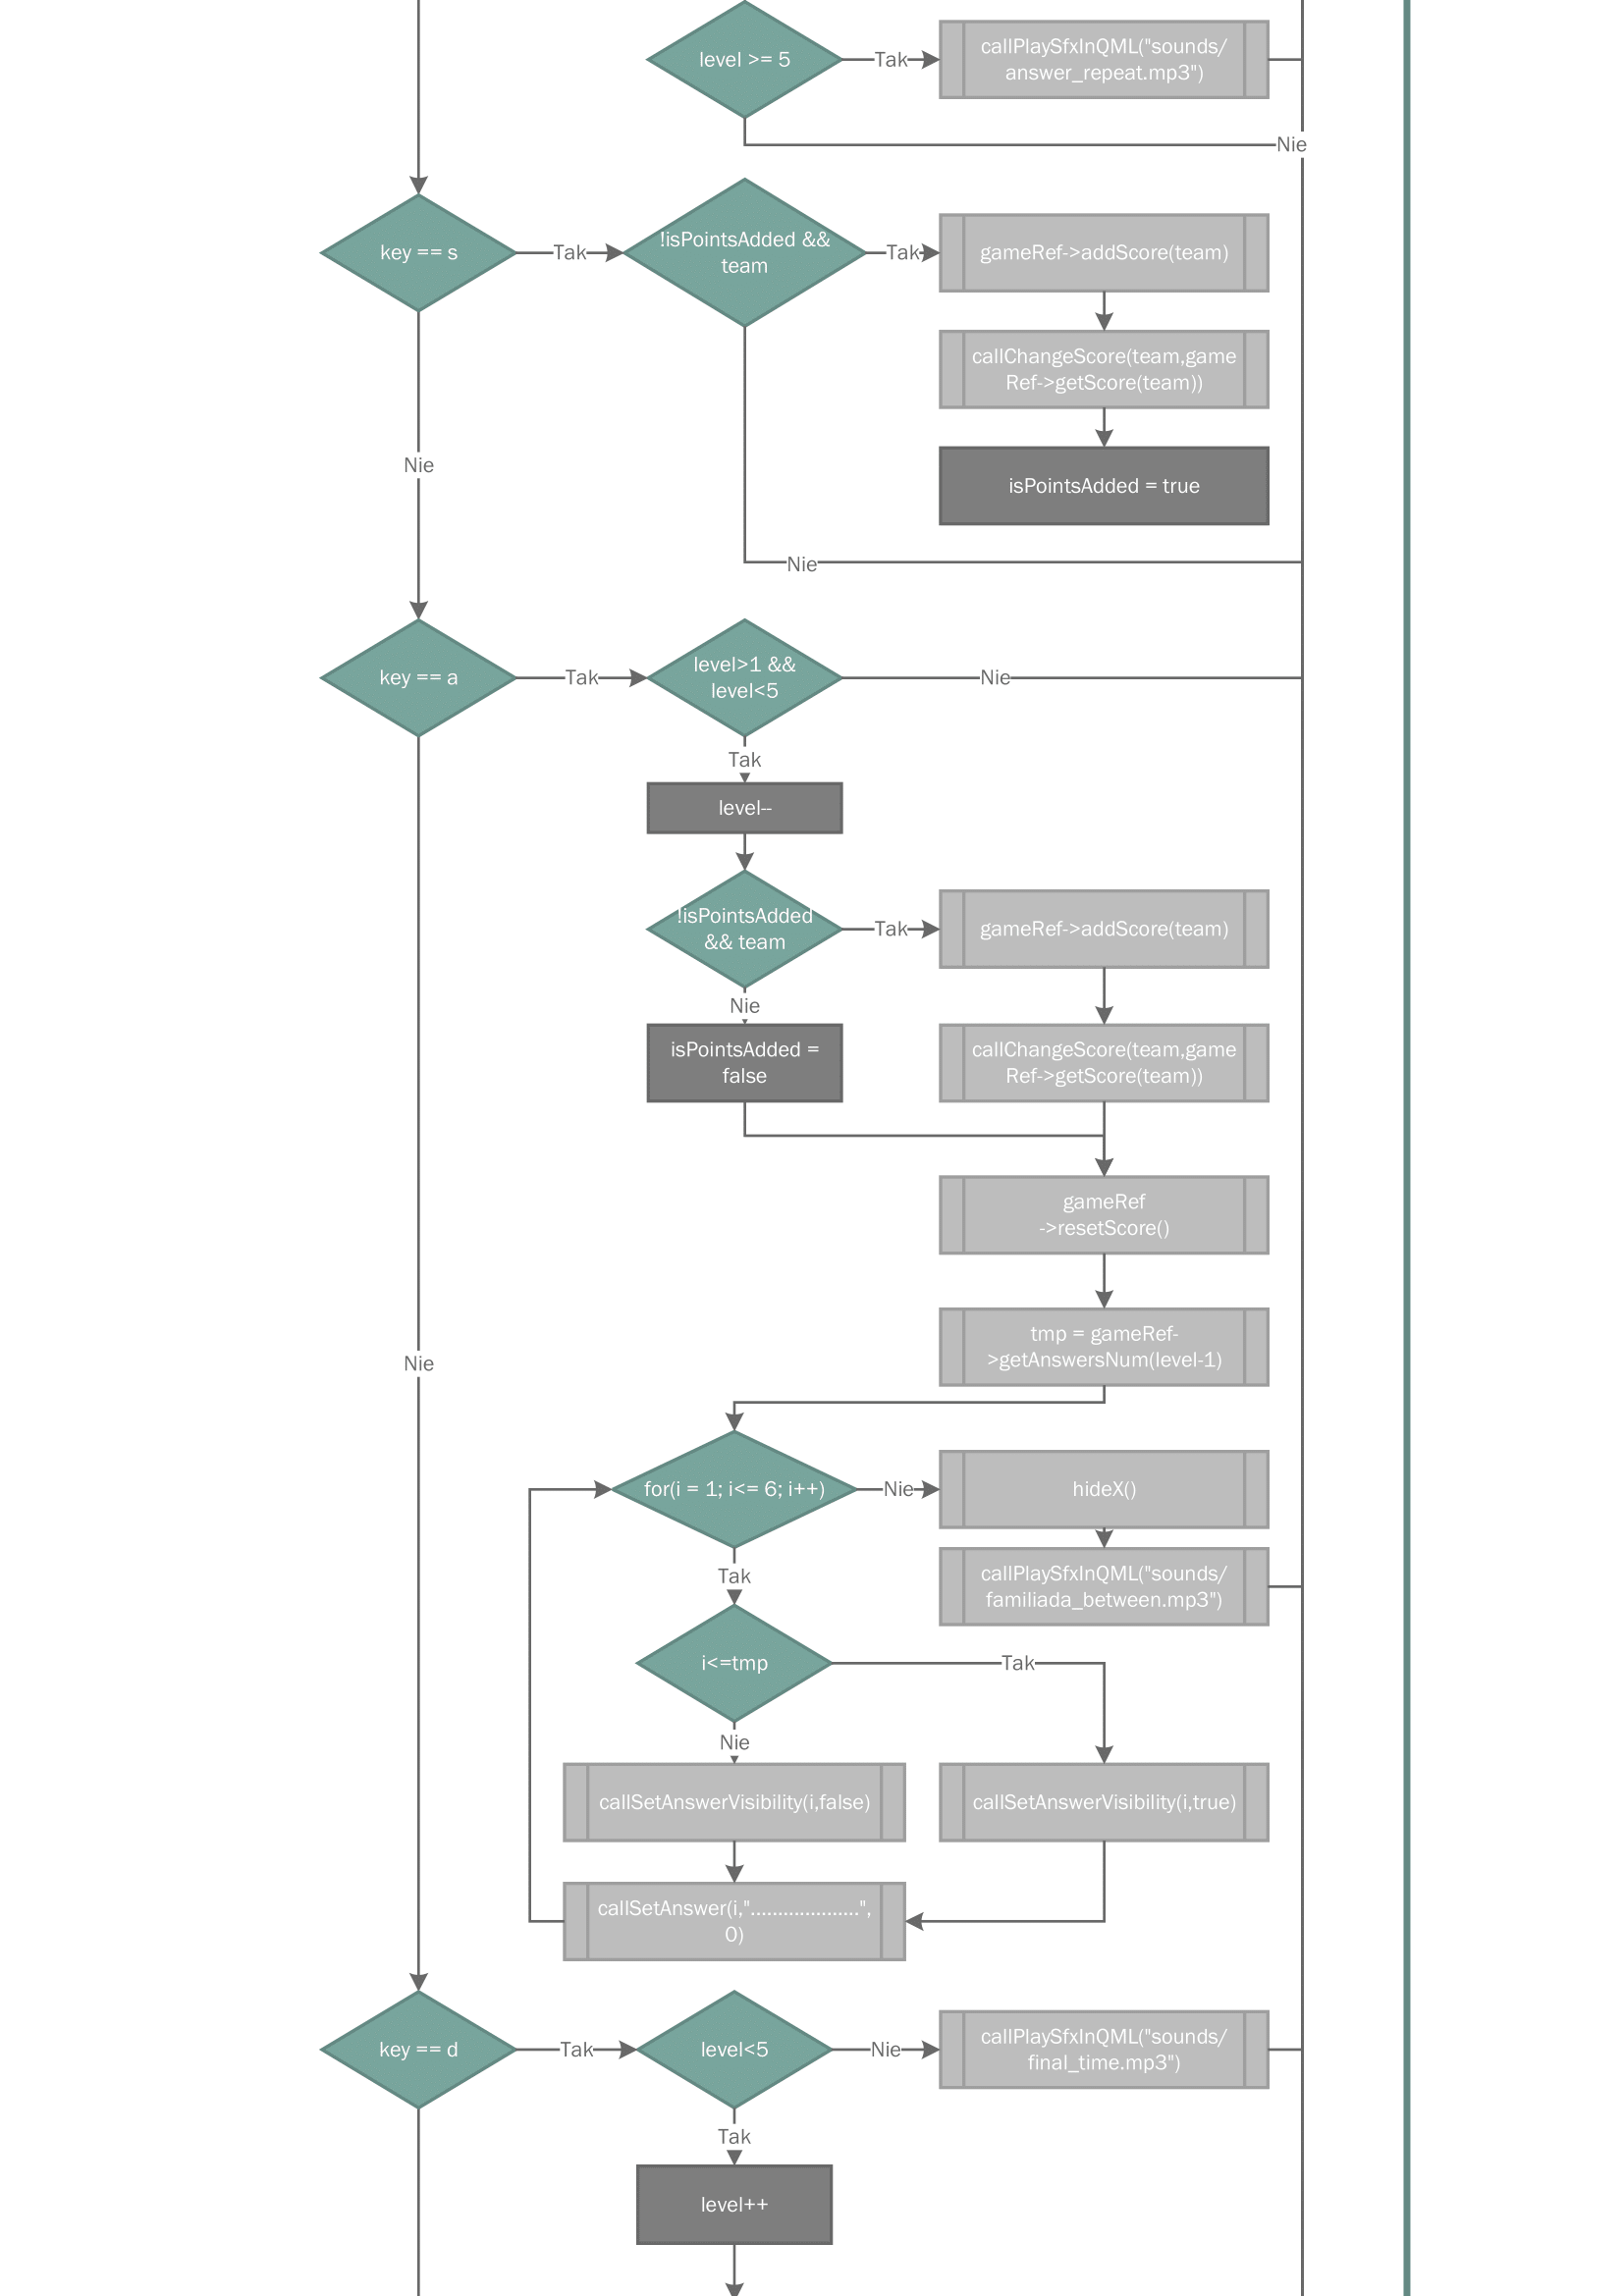 level >= 5
Tak
callPlaySfxInQML("sounds/
answer_repeat.mp3")
Nie
key == s
Tak
!isPointsAdded &&
team
Tak
gameRef->addScore(team)
callChangeScore(team,game
Ref->getScore(team))
Nie
isPointsAdded = true
Nie
key == a
Tak
level>1 &&
level<5
Nie
Tak
level--
!isPointsAdded
&& team
Tak
gameRef->addScore(team)
Nie
isPointsAdded =
false
callChangeScore(team,game
Ref->getScore(team))
gameRef
->resetScore()
tmp = gameRef-
>getAnswersNum(level-1)
Nie
for(i = 1; i<= 6; i++)
Nie
hideX()
Tak
callPlaySfxInQML("sounds/
familiada_between.mp3")
i<=tmp
Tak
Nie
callSetAnswerVisibility(i,false)
callSetAnswerVisibility(i,true)
callSetAnswer(i,"....................",
0)
key == d
Tak
level<5
Nie
callPlaySfxInQML("sounds/
final_time.mp3")
Tak
level++